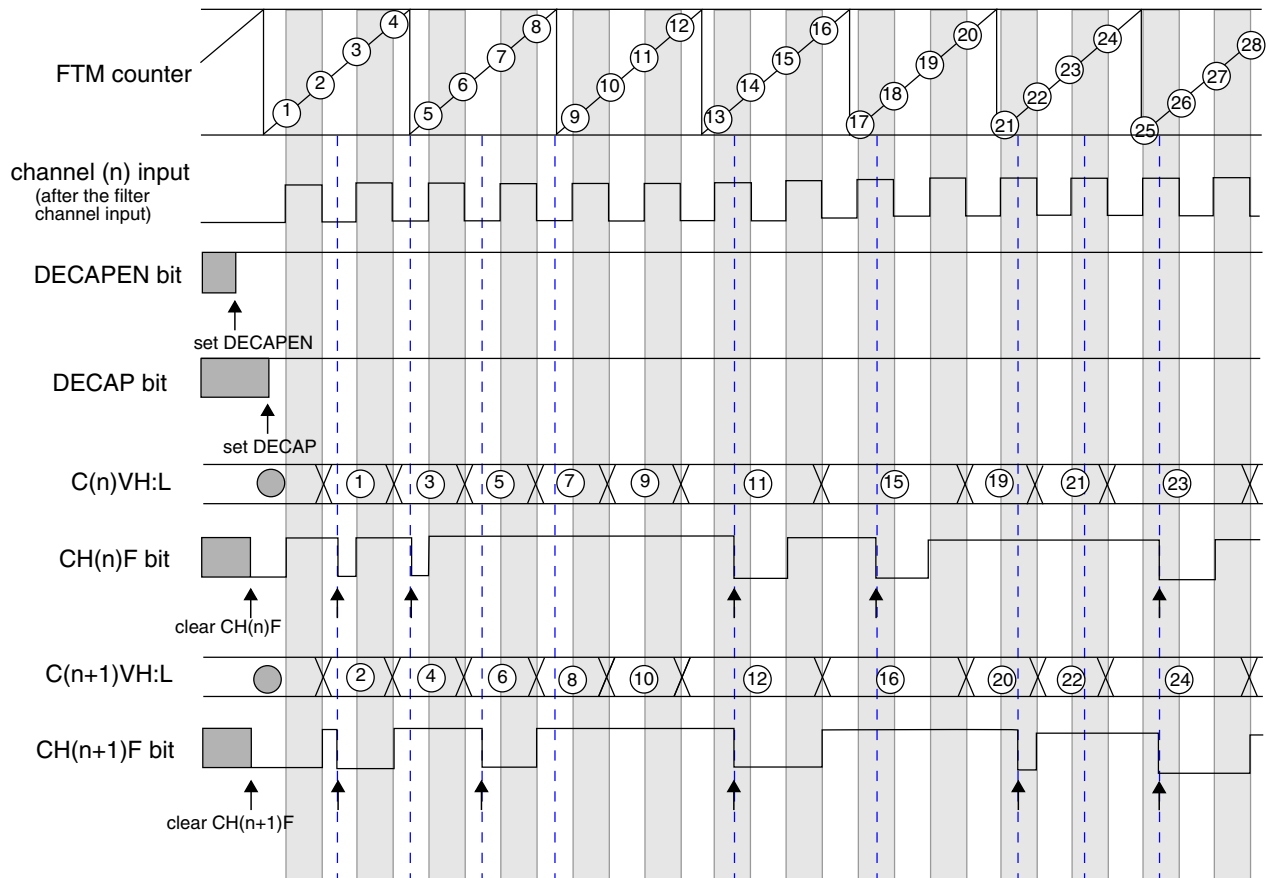 4 8 12 16 20 24 28
3 7 11 15 19 23 27
FTM counter
2 6 10 14 18 22 26
1 5 9 13 17 21 25
channel (n) input
(after the filter
channel input)
DECAPEN bit
set DECAPEN
DECAP bit
set DECAP
C(n)VH:L 1 3 5 7 9 11 15 19 21 23
CH(n)F bit
clear CH(n)F
C(n+1)VH:L 2 4 6 8 10 12 16 20 22 24
CH(n+1)F bit
clear CH(n+1)F